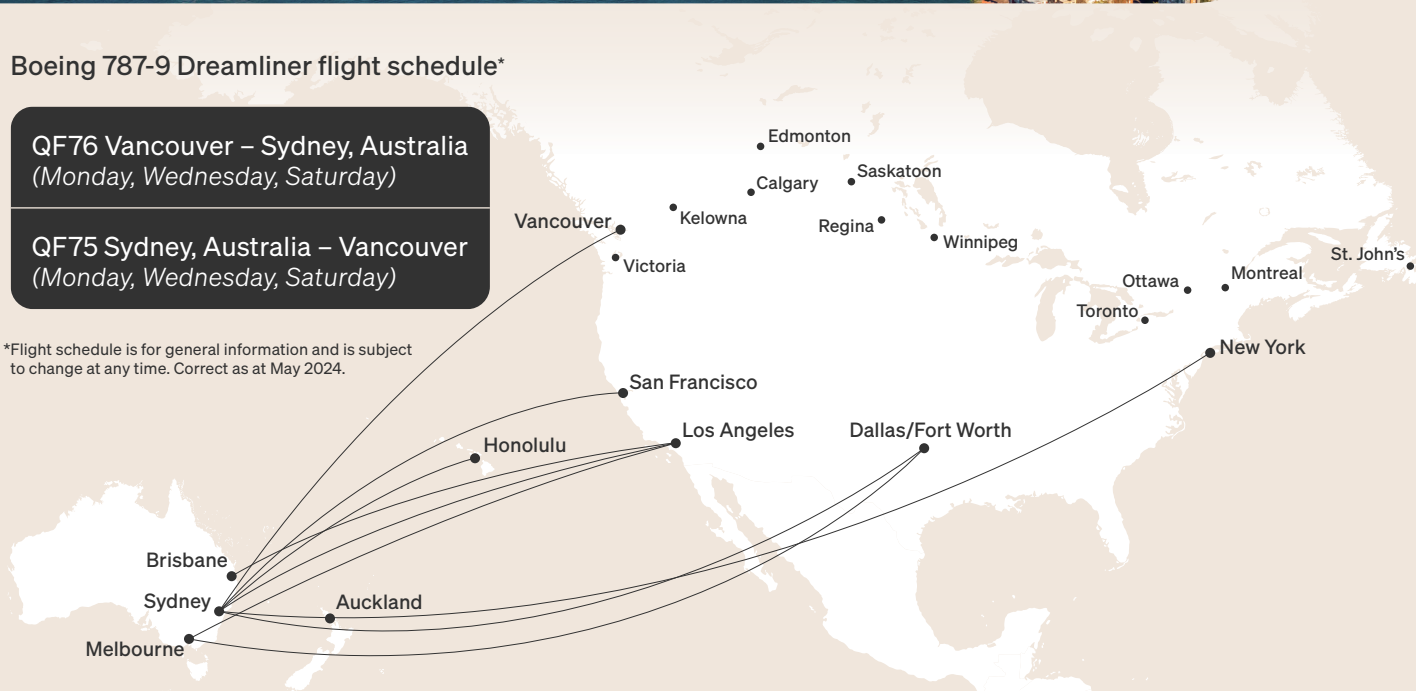 Boeing 787-9 Dreamliner flight schedule*
QF76 Vancouver – Sydney, Australia
(Monday, Wednesday, Saturday)
QF75 Sydney, Australia – Vancouver
(Monday, Wednesday, Saturday)
*Flight schedule is for general information and is subject
to change at any time. Correct as at May 2024.
Edmonton
Calgary
Saskatoon
Vancouver
Kelowna
Regina
Winnipeg
Victoria
St. John's
Ottawa
Montreal
Toronto
New York
San Francisco
Los Angeles
Dallas/Fort Worth
Honolulu
Brisbane
Sydney
Auckland
Melbourne